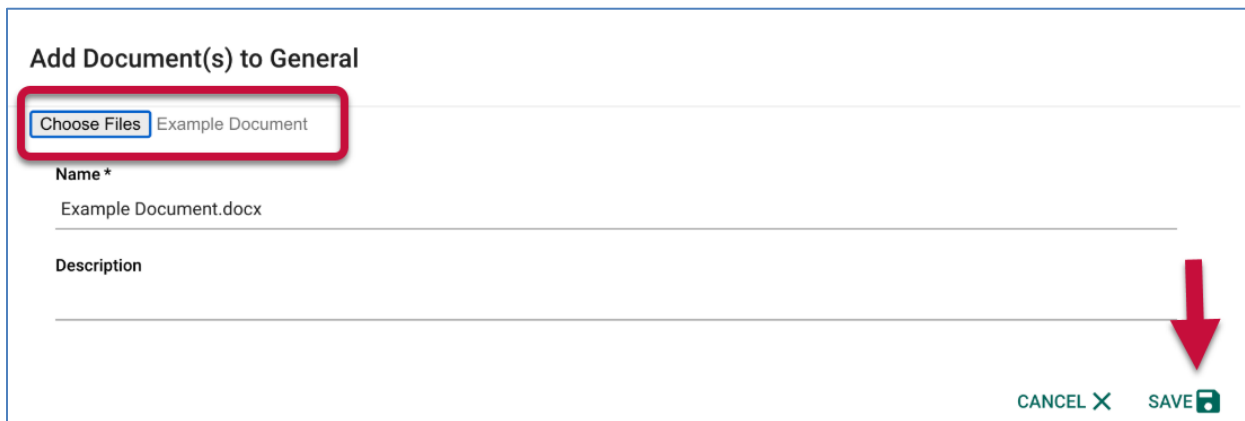 Add Document(s) to General
Choose Files Example Document
Name *
Example Document.docx
Description
CANCEL SAVE